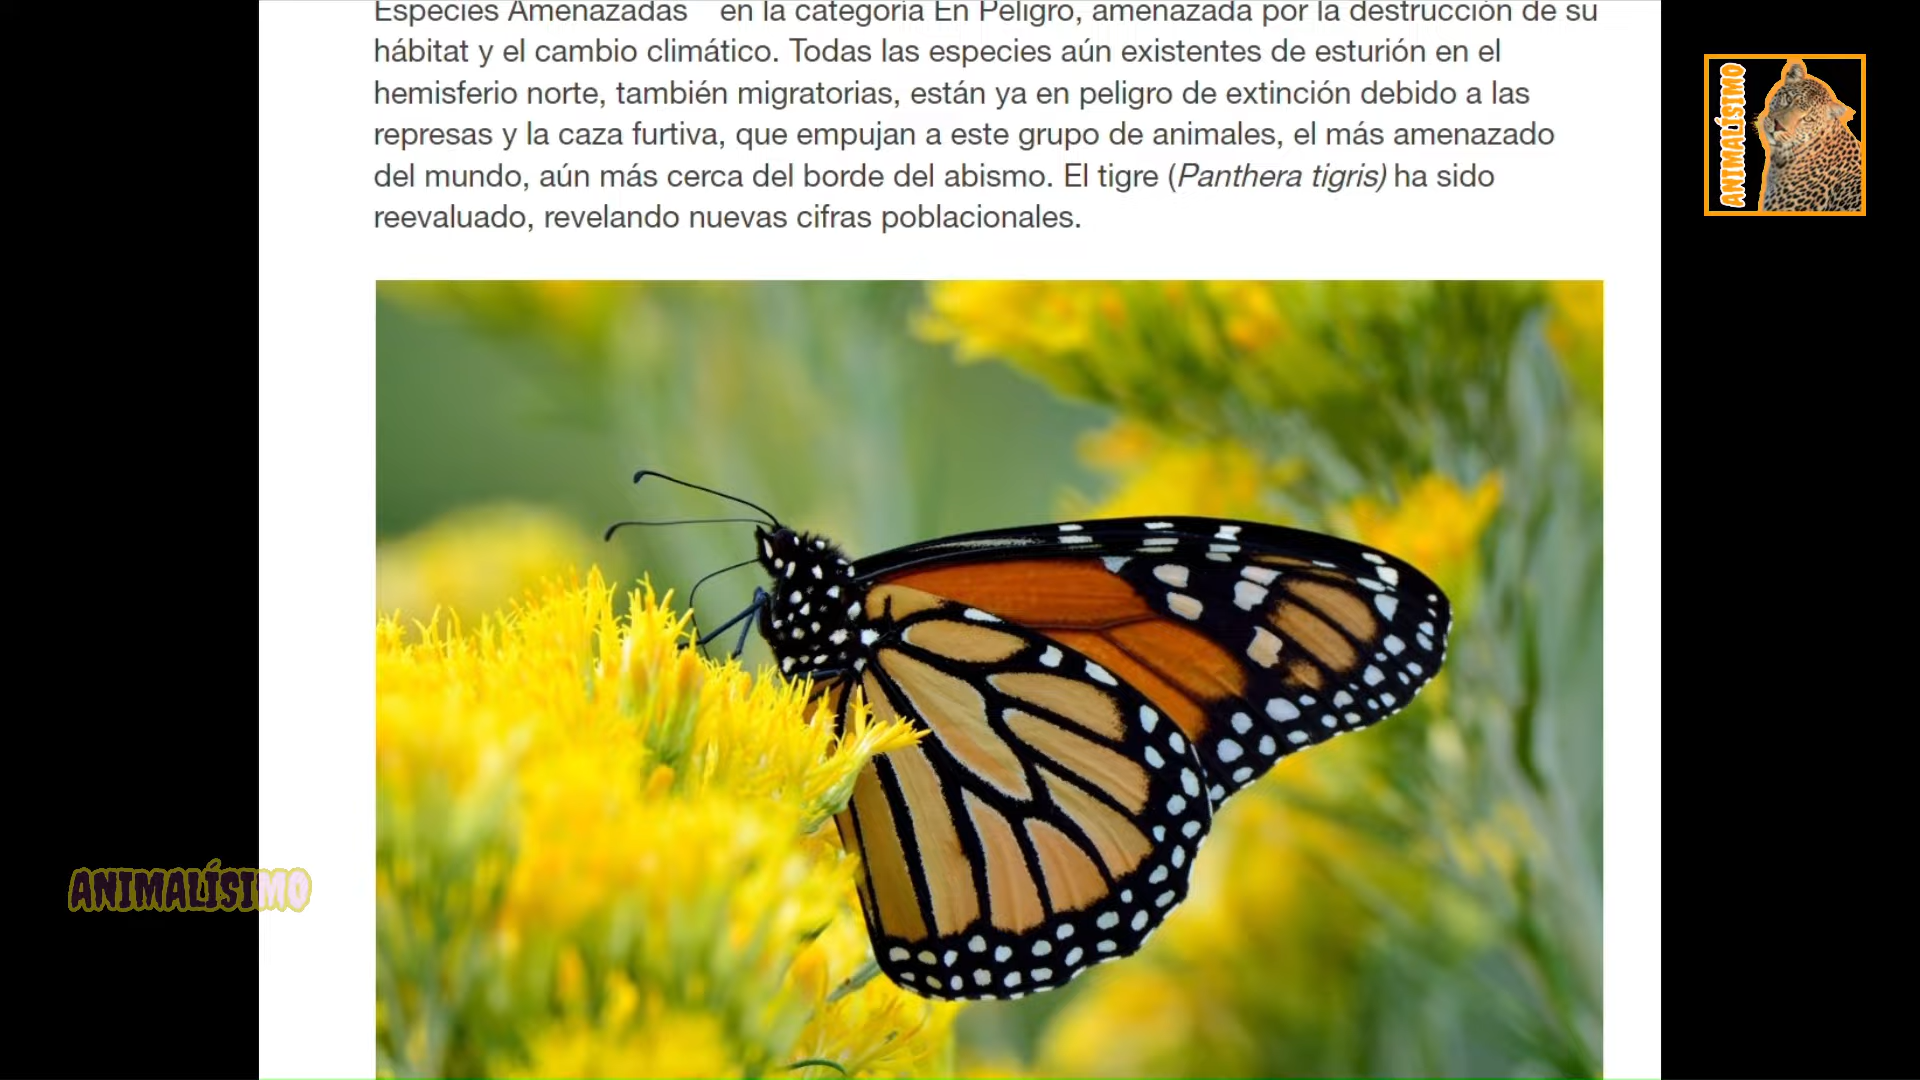 Especies Amenazadas en la categoría En Peligro, amenazada por la destrucción de su
hábitat y el cambio climático. Todas las especies aún existentes de esturión en el
hemisferio norte, también migratorias, están ya en peligro de extinción debido a las
represas y la caza furtiva, que empujan a este grupo de animales, el más amenazado
del mundo, aún más cerca del borde del abismo. El tigre (Panthera tigris) ha sido
reevaluado, revelando nuevas cifras poblacionales.
ANIMALÍSIMO
ANIMALÍSIMO